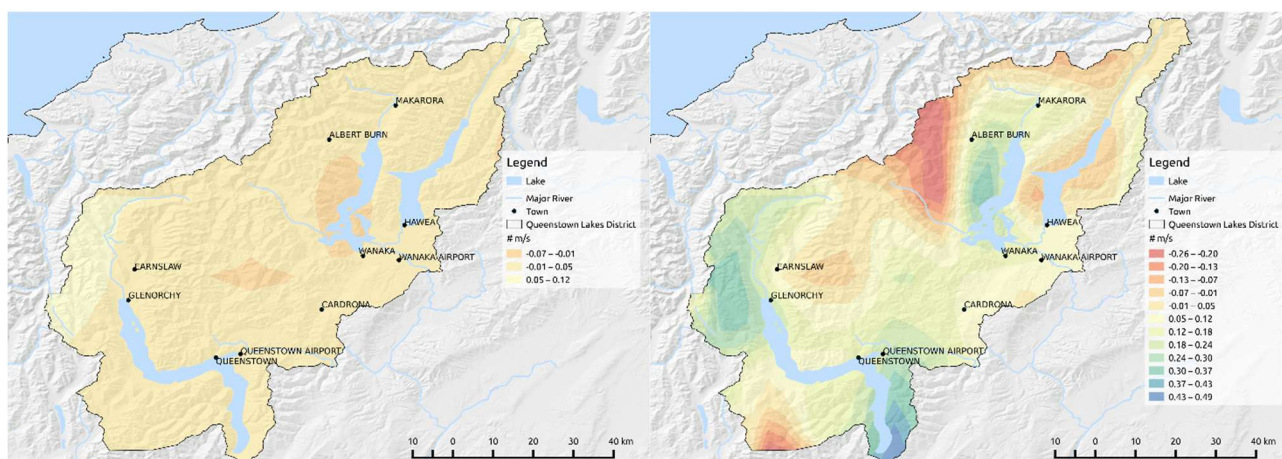 MAKARORA
ALBERT BURN
HAWEA
WANAKA
WANAKA AIRPORT
EARNSLAW
GLENORCHY
CARDRONA
QUEENSTOWN AIRPORT
QUEENSTOWN
Legend
Lake
Major River
Town
Queenstown Lakes District
# m/s
-0.07 – -0.01
-0.01 – 0.05
0.05 – 0.12
10 0 10 20 30 40 km
MAKARORA
ALBERT BURN
HAWEA
WANAKA
WANAKA AIRPORT
EARNSLAW
GLENORCHY
CARDRONA
QUEENSTOWN AIRPORT
QUEENSTOWN
Legend
Lake
Major River
Town
Queenstown Lakes District
# m/s
-0.26 – -0.20
-0.20 – -0.13
-0.13 – -0.07
-0.07 – -0.01
-0.01 – 0.05
0.05 – 0.12
0.12 – 0.18
0.18 – 0.24
0.24 – 0.30
0.30 – 0.37
0.37 – 0.43
0.43 – 0.49
10 0 10 20 30 40 km